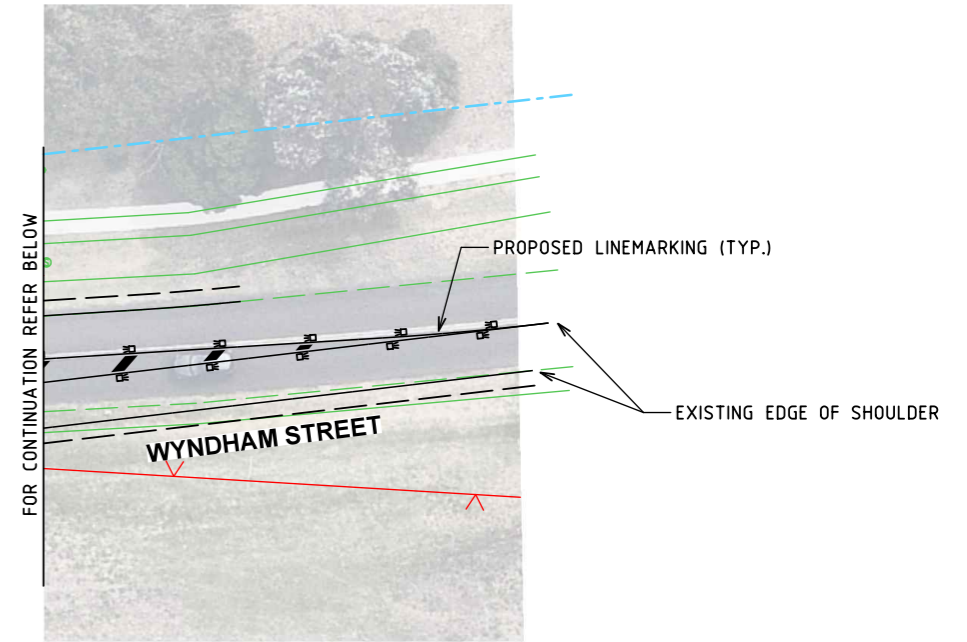 FOR CONTINUATION REFER BELOW
PROPOSED LINEMARKING (TYP.)
EXISTING EDGE OF SHOULDER
WYNDHAM STREET